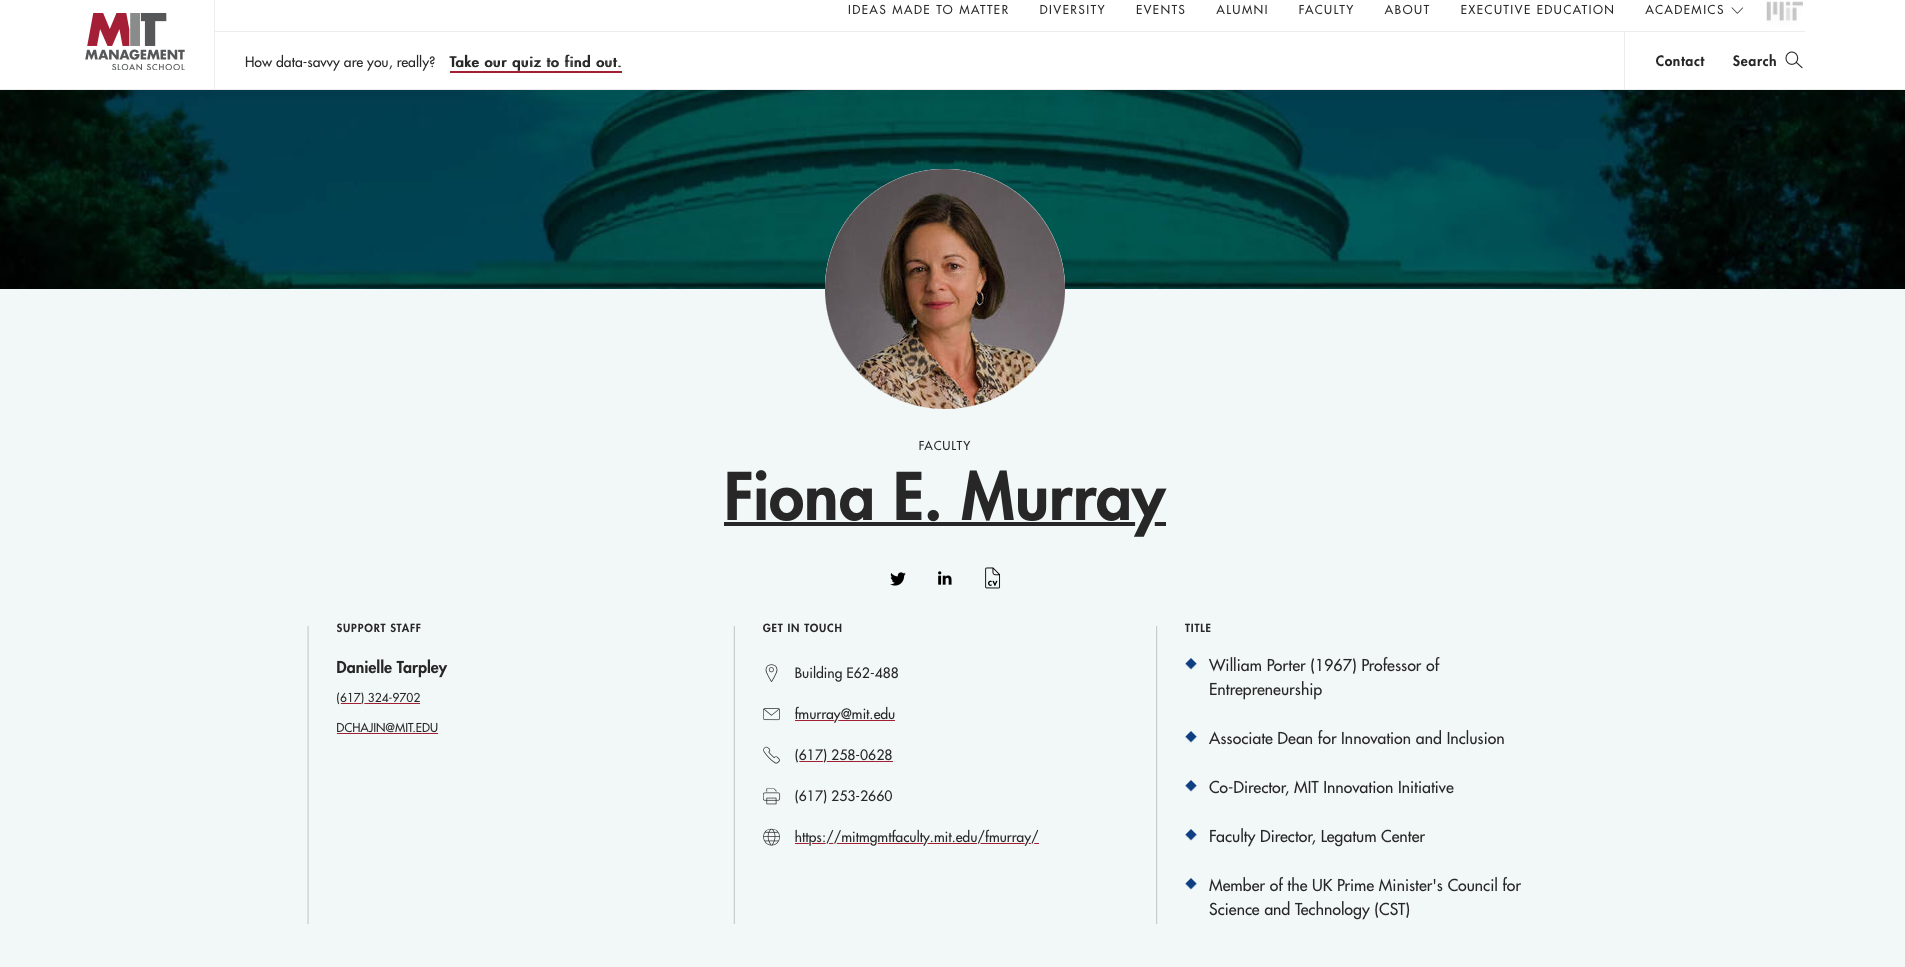 MIT
MANAGEMENT
SLOAN SCHOOL
IDEAS MADE TO MATTER
DIVERSITY
EVENTS
ALUMNI
FACULTY
ABOUT
EXECUTIVE EDUCATION
ACADEMICS
MIT
How data-savvy are you, really? Take our quiz to find out.
Contact
Search
FACULTY
Fiona E. Murray
in
CV
SUPPORT STAFF
Danielle Tarpley
(617) 324-9702
DCHAJIN@MIT.EDU
GET IN TOUCH
Building E62-488
fmurray@mit.edu
(617) 258-0628
(617) 253-2660
https://mitmgmtfaculty.mit.edu/fmurray/
TITLE
William Porter (1967) Professor of
Entrepreneurship
Associate Dean for Innovation and Inclusion
Co-Director, MIT Innovation Initiative
Faculty Director, Legatum Center
Member of the UK Prime Minister's Council for
Science and Technology (CST)